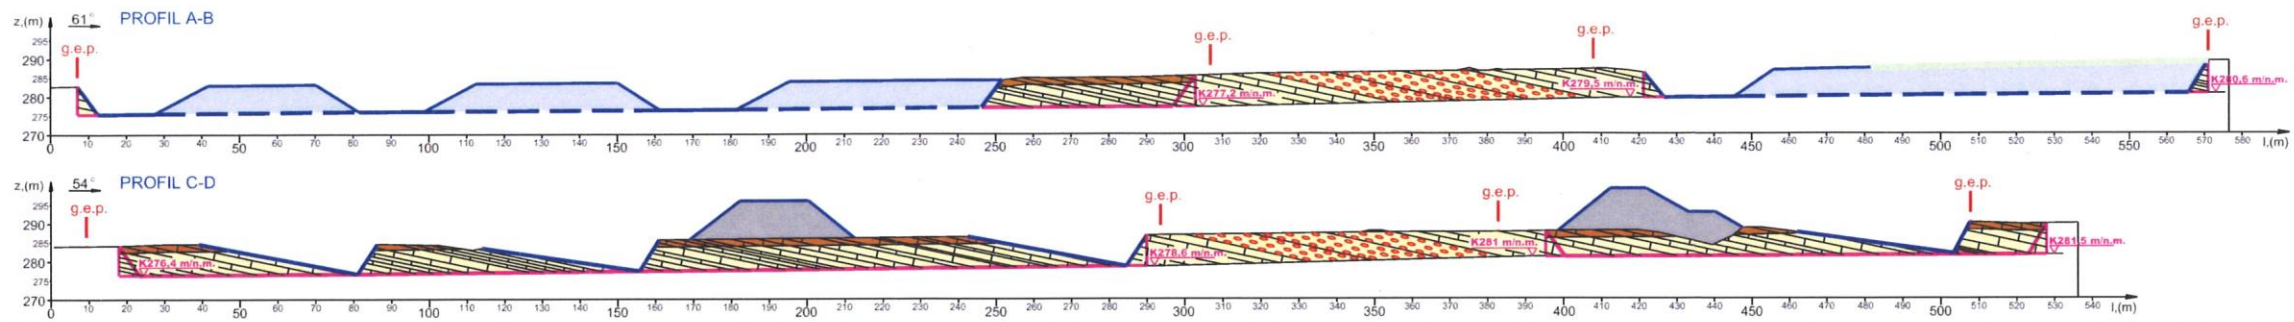 z,(m) 61° PROFIL A-B
295
290
285
280
275
270
g.e.p. g.e.p. g.e.p. g.e.p.
K277,2 m/n.m. K279,5 m/n.m. K280,6 m/n.m.
0 10 20 30 40 50 60 70 80 90 100 110 120 130 140 150 160 170 180 190 200 210 220 230 240 250 260 270 280 290 300 310 320 330 340 350 360 370 380 390 400 410 420 430 440 450 460 470 480 490 500 510 520 530 540 550 560 570 580 l,(m)
z,(m) 54° PROFIL C-D
295
290
285
280
275
270
g.e.p. g.e.p. g.e.p. g.e.p.
K276,4 m/n.m. K278,6 m/n.m. K281 m/n.m. K281,5 m/n.m.
0 10 20 30 40 50 60 70 80 90 100 110 120 130 140 150 160 170 180 190 200 210 220 230 240 250 260 270 280 290 300 310 320 330 340 350 360 370 380 390 400 410 420 430 440 450 460 470 480 490 500 510 520 530 540 l,(m)